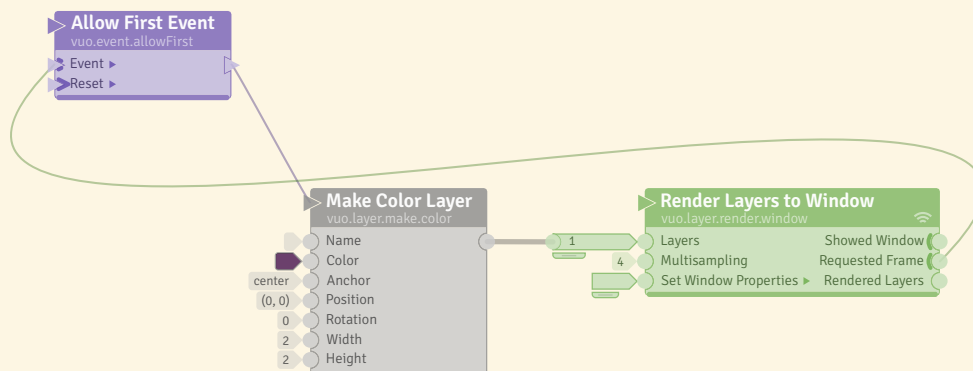 Allow First Event
vuo.event.allowFirst
Event
Reset
Make Color Layer
vuo.layer.make.color
Name
Color
center Anchor
(0, 0) Position
0 Rotation
2 Width
2 Height
Render Layers to Window
vuo.layer.render.window
1 Layers Showed Window
4 Multisampling Requested Frame
Set Window Properties Rendered Layers